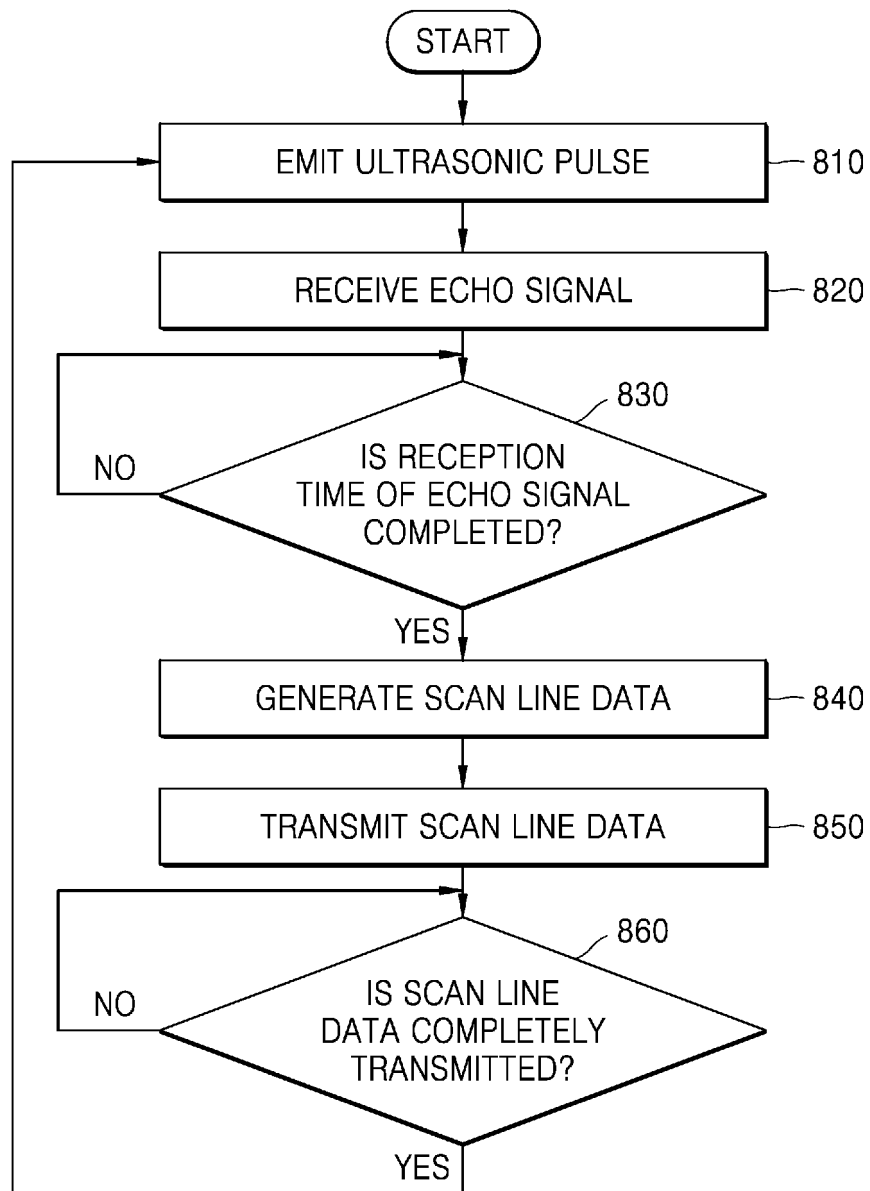 START
EMIT ULTRASONIC PULSE
810
RECEIVE ECHO SIGNAL
820
830
IS RECEPTION
TIME OF ECHO SIGNAL
COMPLETED?
NO
YES
GENERATE SCAN LINE DATA
840
TRANSMIT SCAN LINE DATA
850
860
IS SCAN LINE
DATA COMPLETELY
TRANSMITTED?
NO
YES